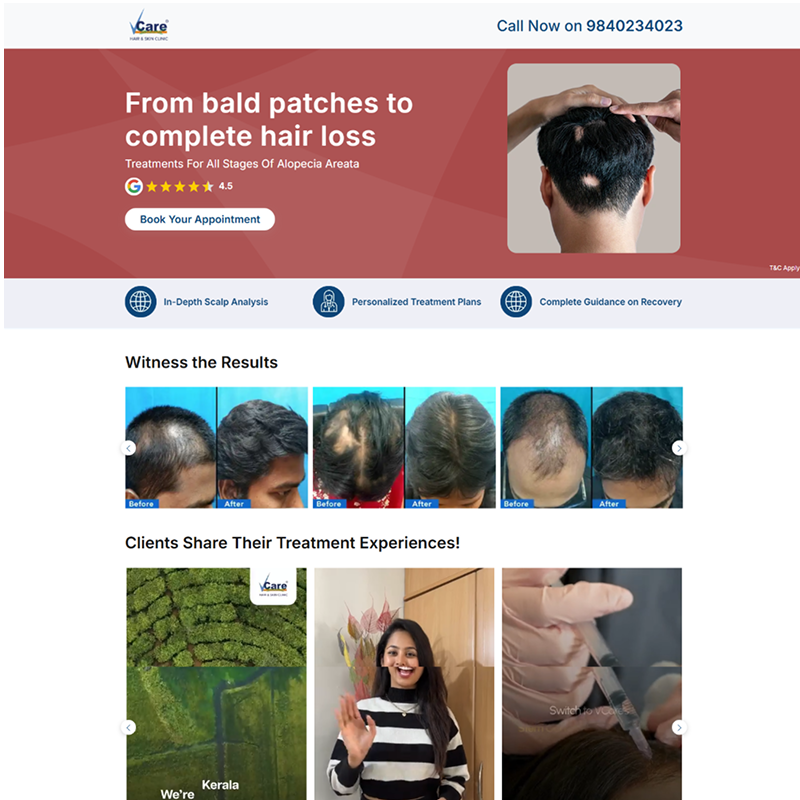 VCare
HAIR & SKIN CLINIC
Call Now on 9840234023
From bald patches to
complete hair loss
Treatments For All Stages Of Alopecia Areata
G 4.5
Book Your Appointment
T&C Apply
In-Depth Scalp Analysis
Personalized Treatment Plans
Complete Guidance on Recovery
Witness the Results
Before After Before After Before After
Clients Share Their Treatment Experiences!
VCare
HAIR & SKIN CLINIC
Switch to
Kerala
We're